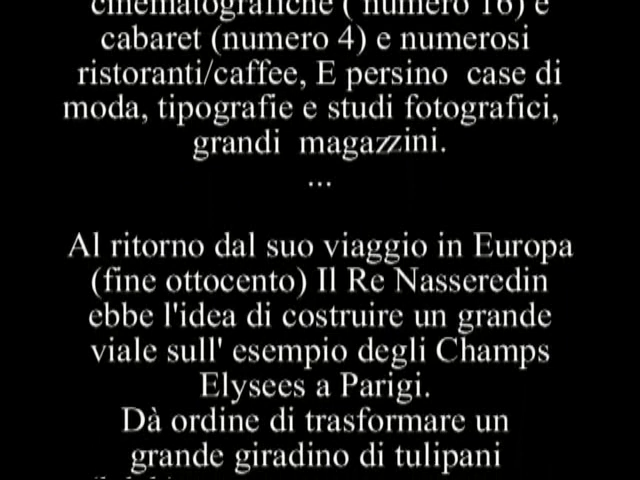 cinematografiche ( numero 16) e
cabaret (numero 4) e numerosi
ristoranti/caffee, E persino case di
moda, tipografie e studi fotografici,
grandi magazzini.
...
Al ritorno dal suo viaggio in Europa
(fine ottocento) Il Re Nasseredin
ebbe l'idea di costruire un grande
viale sull' esempio degli Champs
Elysees a Parigi.
Dà ordine di trasformare un
grande giradino di tulipani